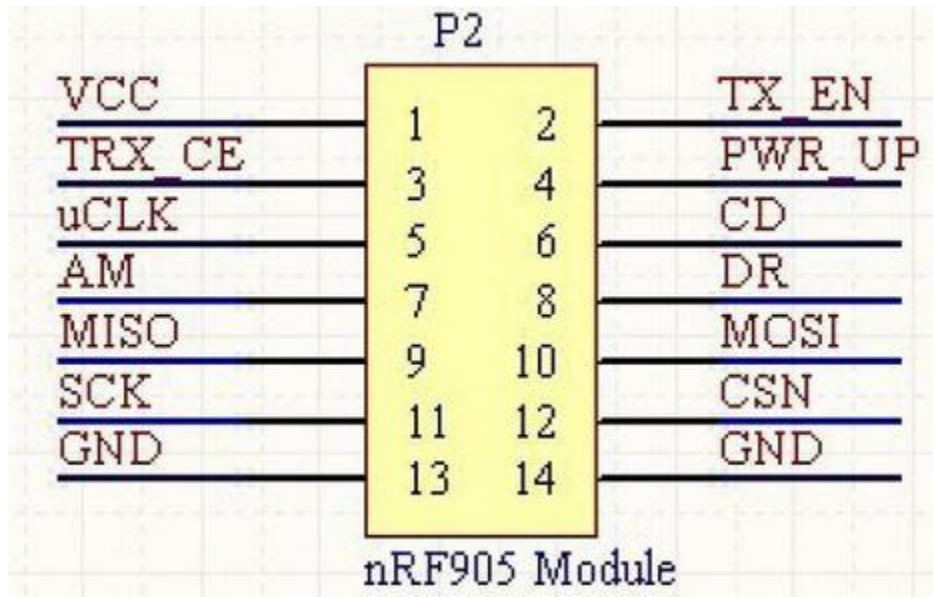 P2
VCC 1 2 TX_EN
TRX_CE 3 4 PWR_UP
uCLK 5 6 CD
AM 7 8 DR
MISO 9 10 MOSI
SCK 11 12 CSN
GND 13 14 GND
nRF905 Module